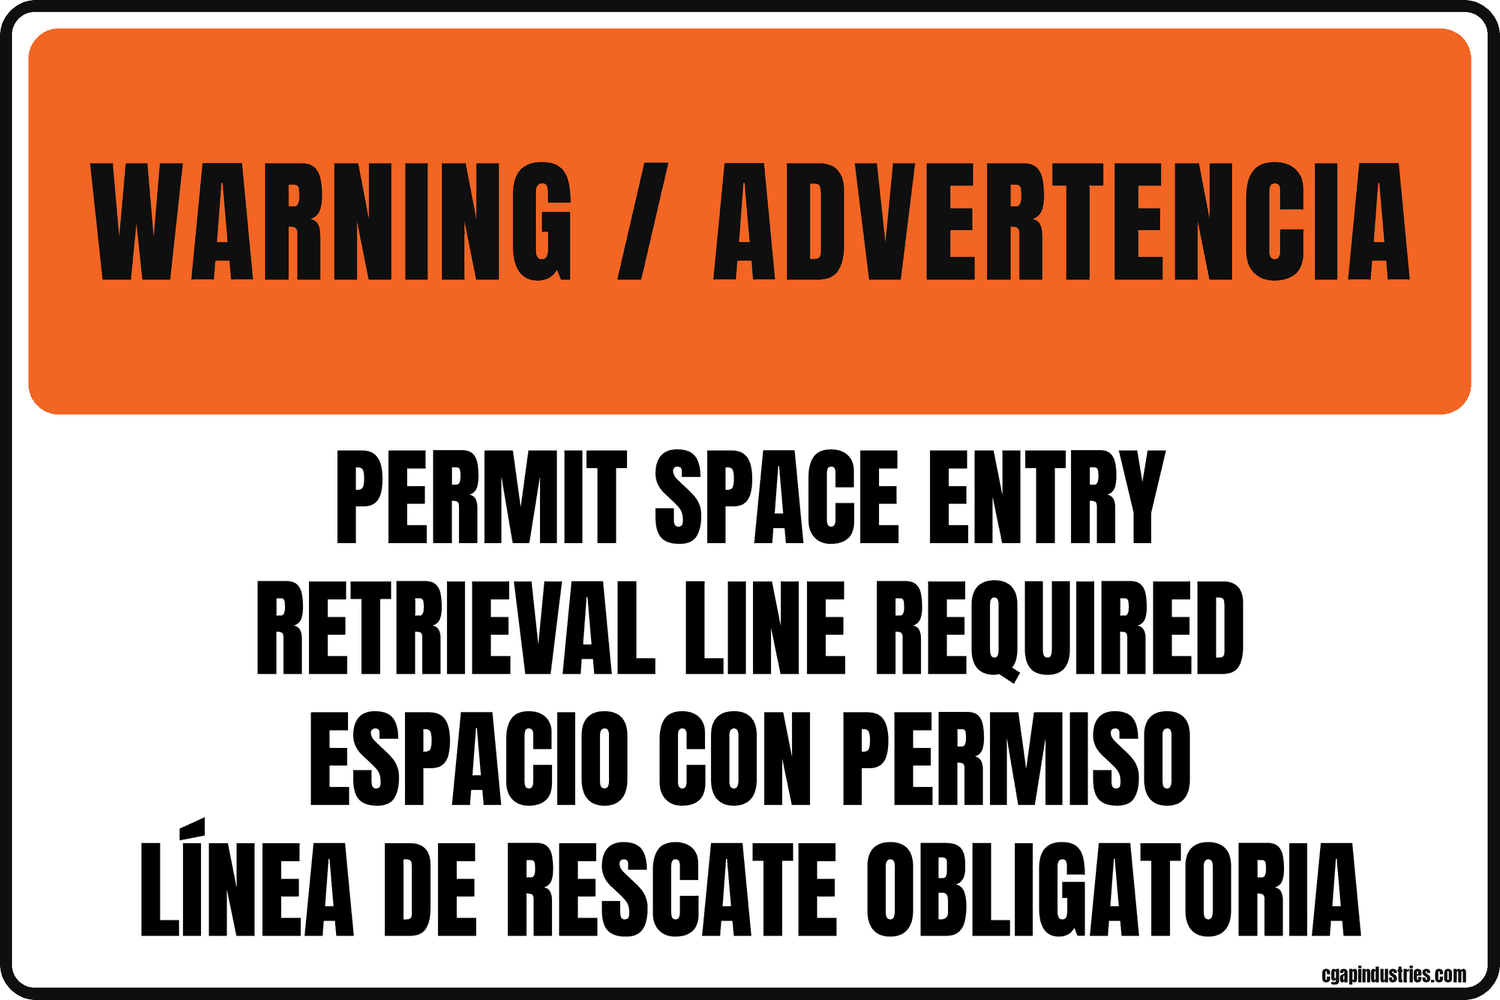 WARNING / ADVERTENCIA
PERMIT SPACE ENTRY
RETRIEVAL LINE REQUIRED
ESPACIO CON PERMISO
LÍNEA DE RESCATE OBLIGATORIA
cgapindustries.com